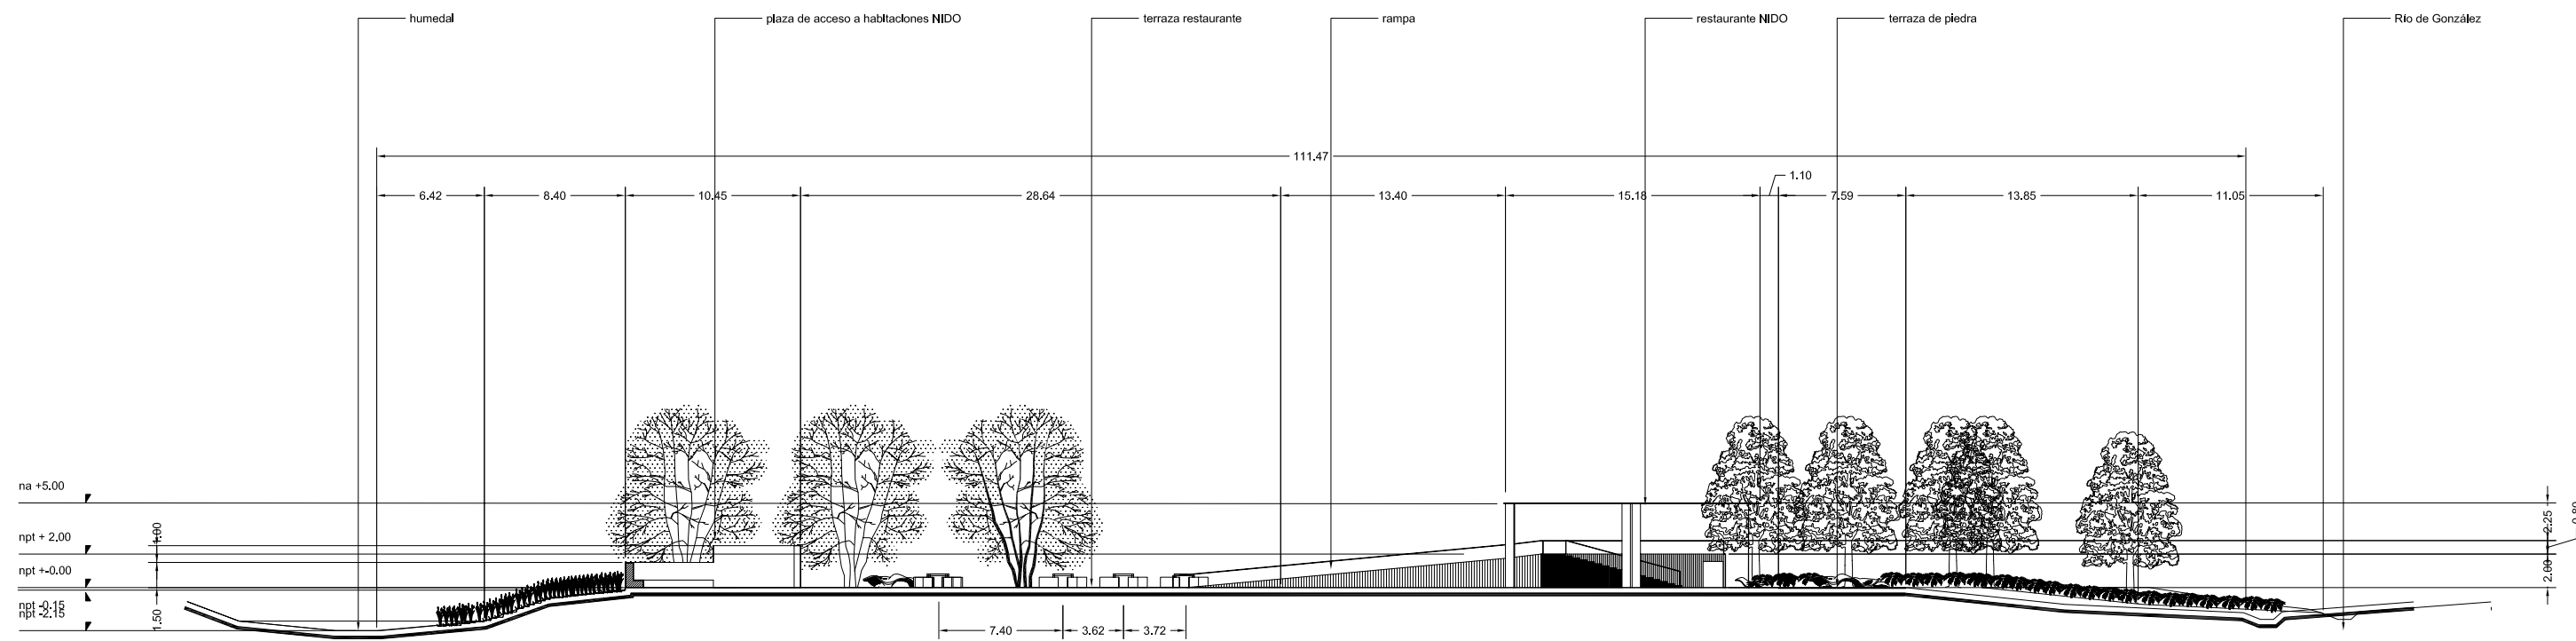 humedal
plaza de acceso a habitaciones NIDO
terraza restaurante
rampa
restaurante NIDO
terraza de piedra
Río de González
111.47
6.42
8.40
10.45
28.64
13.40
15.18
1.10
7.59
13.85
11.05
na +5.00
npt + 2.00
npt +-0.00
npt -0.15
npt -2.15
1.00
1.50
2.25
0.80
2.00
7.40
3.62
3.72